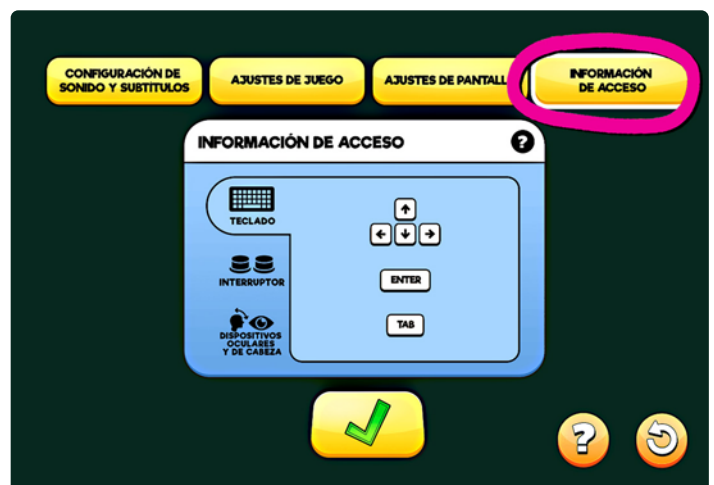 CONFIGURACIÓN DE
SONIDO Y SUBTÍTULOS
AJUSTES DE JUEGO
AJUSTES DE PANTALL
INFORMACIÓN
DE ACCESO
INFORMACIÓN DE ACCESO
?
TECLADO
INTERRUPTOR
DISPOSITIVOS
OCULARES
Y DE CABEZA
↑
← ↓ →
ENTER
TAB
?